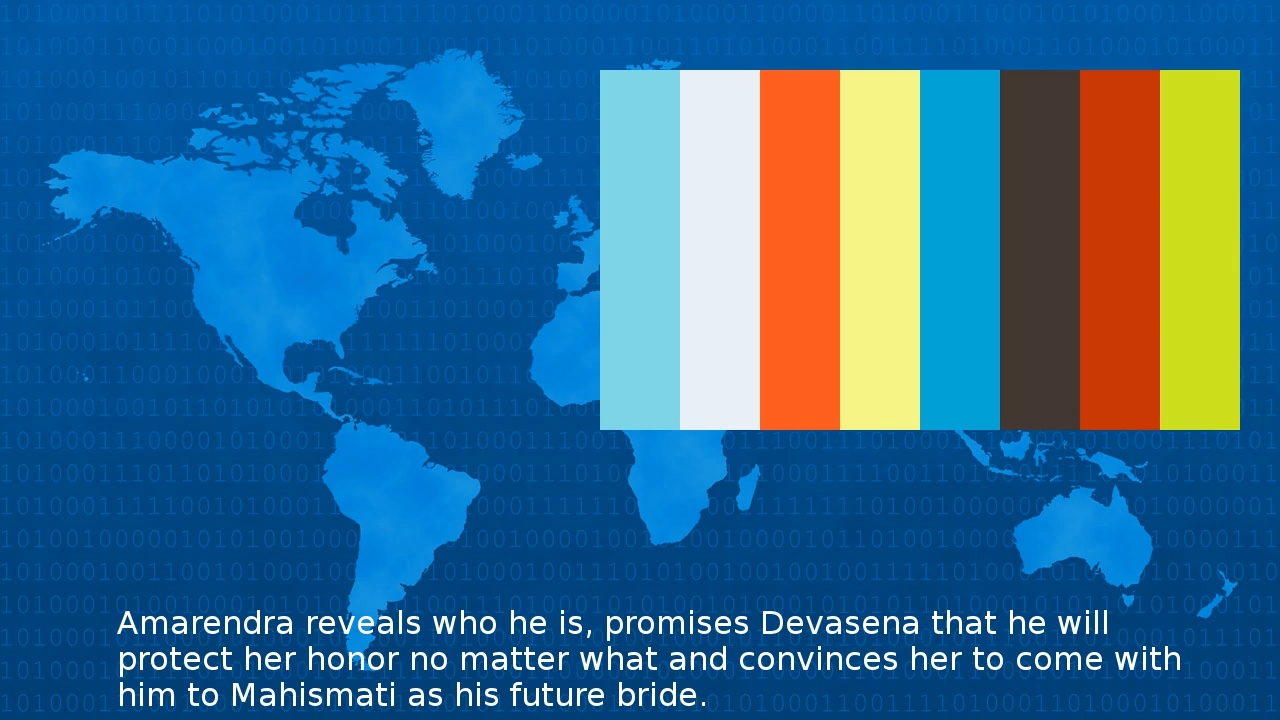 Amarendra reveals who he is, promises Devasena that he will
protect her honor no matter what and convinces her to come with
him to Mahismati as his future bride.